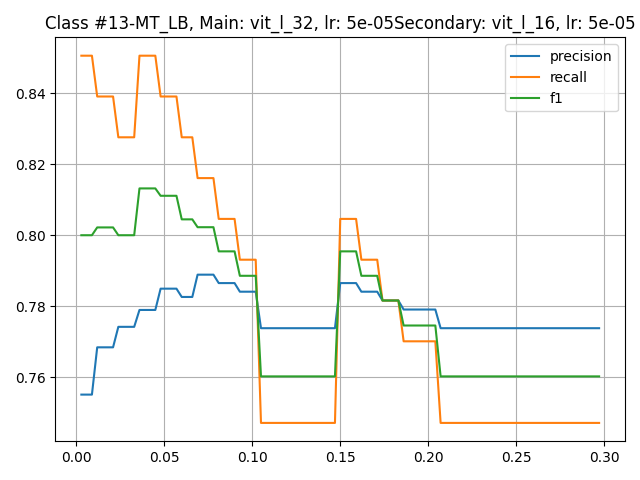 Class #13-MT_LB, Main: vit_l_32, lr: 5e-05Secondary: vit_l_16, lr: 5e-05
precision
recall
f1
0.84
0.82
0.80
0.78
0.76
0.00 0.05 0.10 0.15 0.20 0.25 0.30